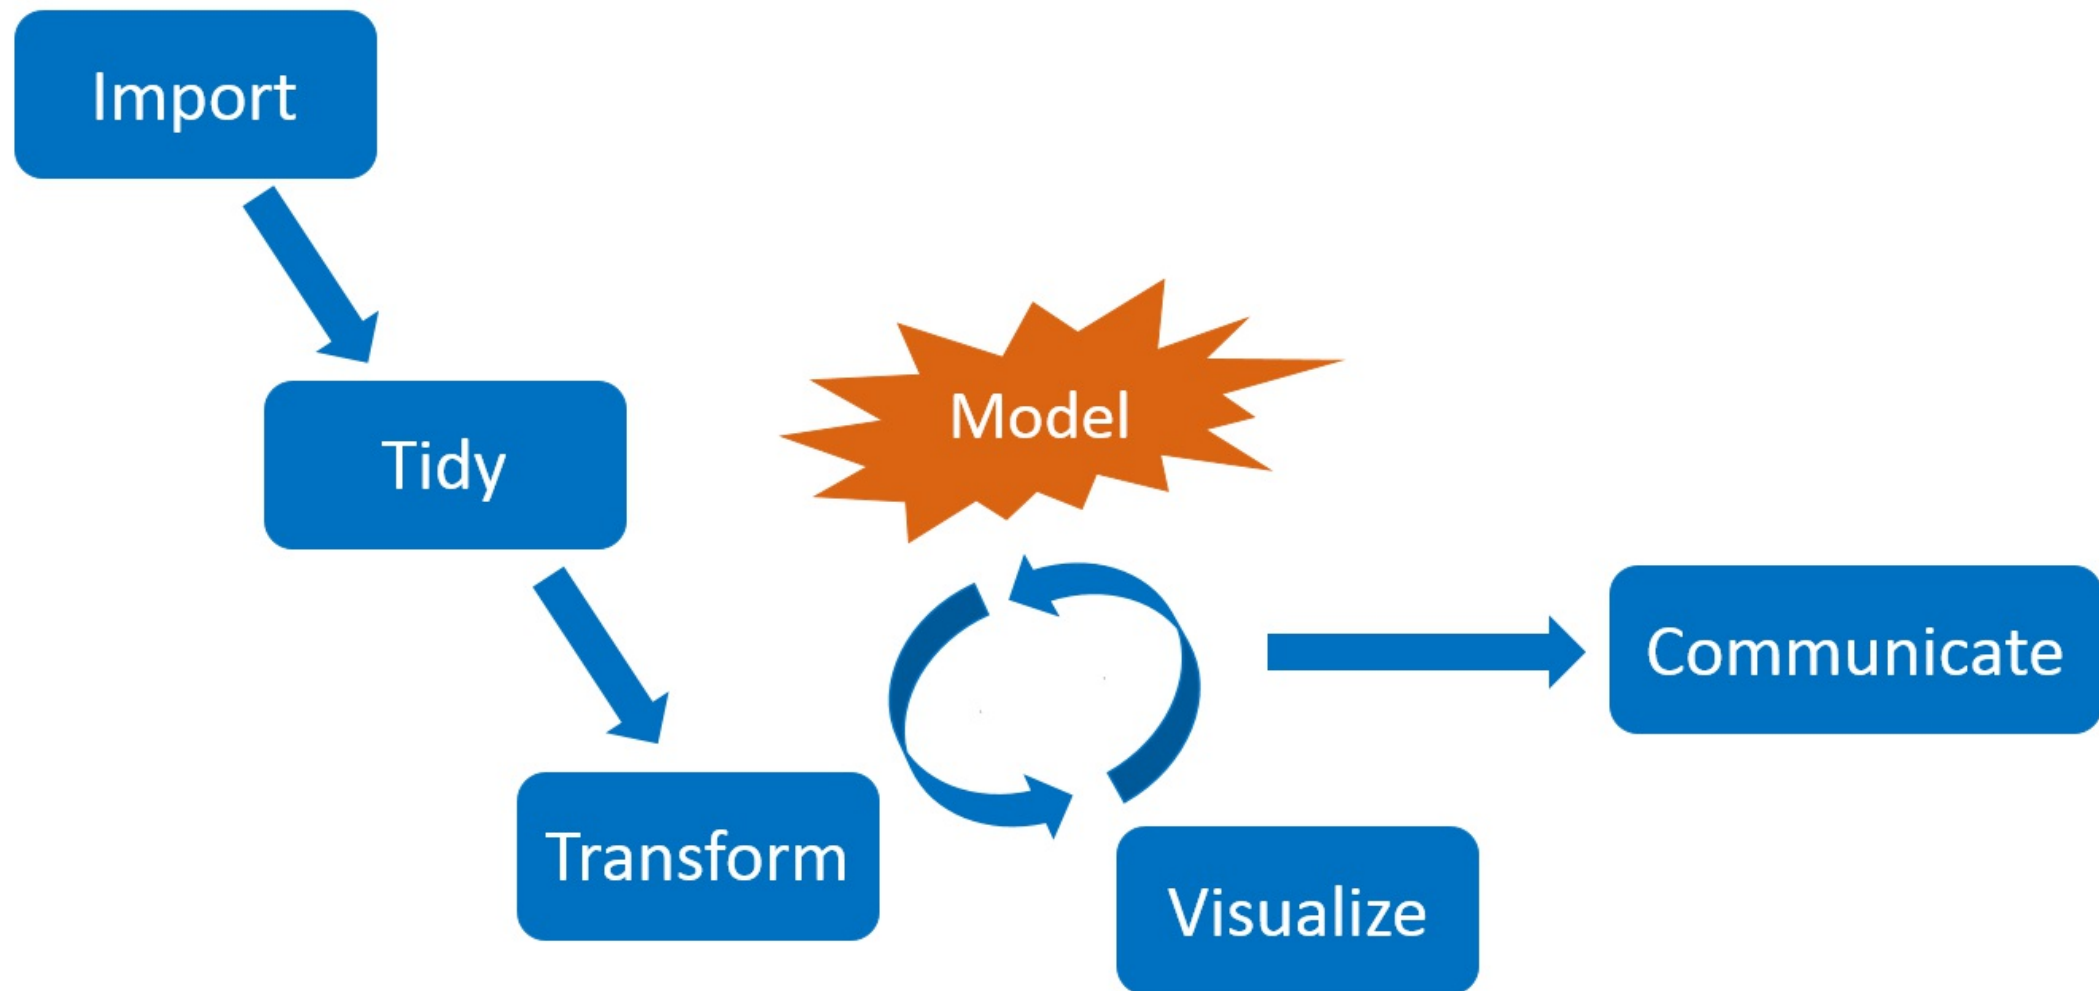 Import
Tidy
Model
Communicate
Transform
Visualize